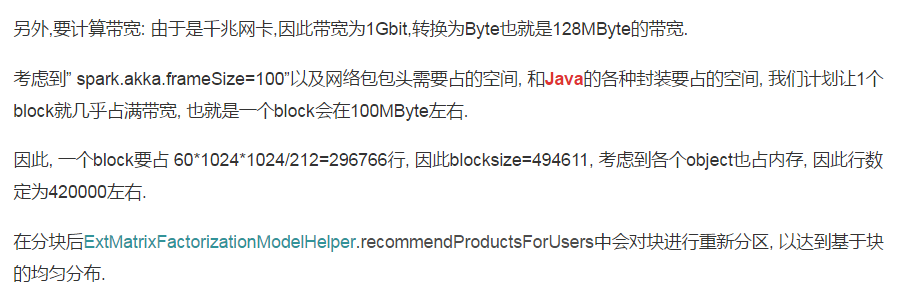 另外,要计算带宽: 由于是千兆网卡,因此带宽为1Gbit,转换为Byte也就是128MByte的带宽.
考虑到” spark.akka.frameSize=100”以及网络包包头需要占的空间, 和Java的各种封装要占的空间, 我们计划让1个
block就几乎占满带宽, 也就是一个block会在100MByte左右.
因此, 一个block要占 60*1024*1024/212=296766行, 因此blocksize=494611, 考虑到各个object也占内存, 因此行数
定为420000左右.
在分块后ExtMatrixFactorizationModelHelper.recommendProductsForUsers中会对块进行重新分区, 以达到基于块
的均匀分布.